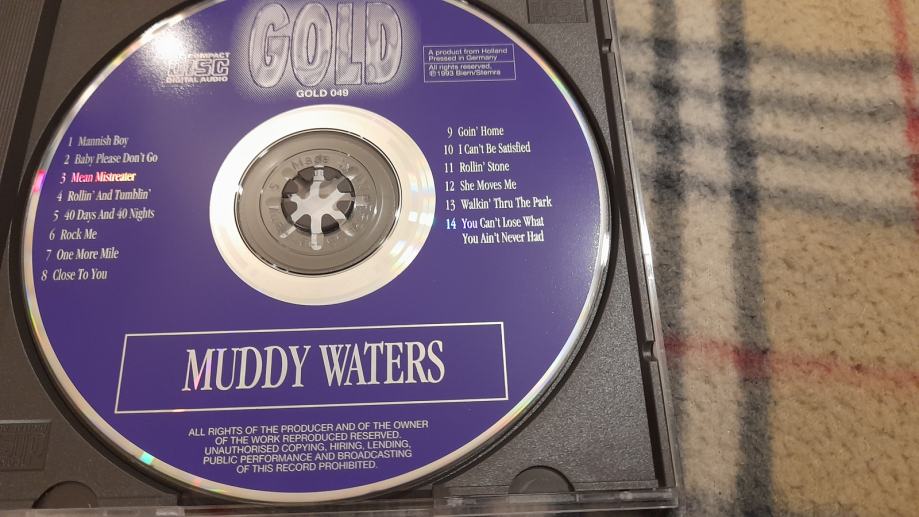 GOLD
COMPACT
DISC
DIGITAL AUDIO
A product from Holland
Pressed in Germany
All rights reserved.
℗1993 Biem/Stemra
GOLD 049
1 Mannish Boy
2 Baby Please Don't Go
3 Mean Mistreater
4 Rollin' And Tumblin'
5 40 Days And 40 Nights
6 Rock Me
7 One More Mile
8 Close To You
9 Goin' Home
10 I Can't Be Satisfied
11 Rollin' Stone
12 She Moves Me
13 Walkin' Thru The Park
14 You Can't Lose What
You Ain't Never Had
MUDDY WATERS
ALL RIGHTS OF THE PRODUCER AND OF THE OWNER
OF THE WORK REPRODUCED RESERVED.
UNAUTHORISED COPYING, HIRING, LENDING,
PUBLIC PERFORMANCE AND BROADCASTING
OF THIS RECORD PROHIBITED.